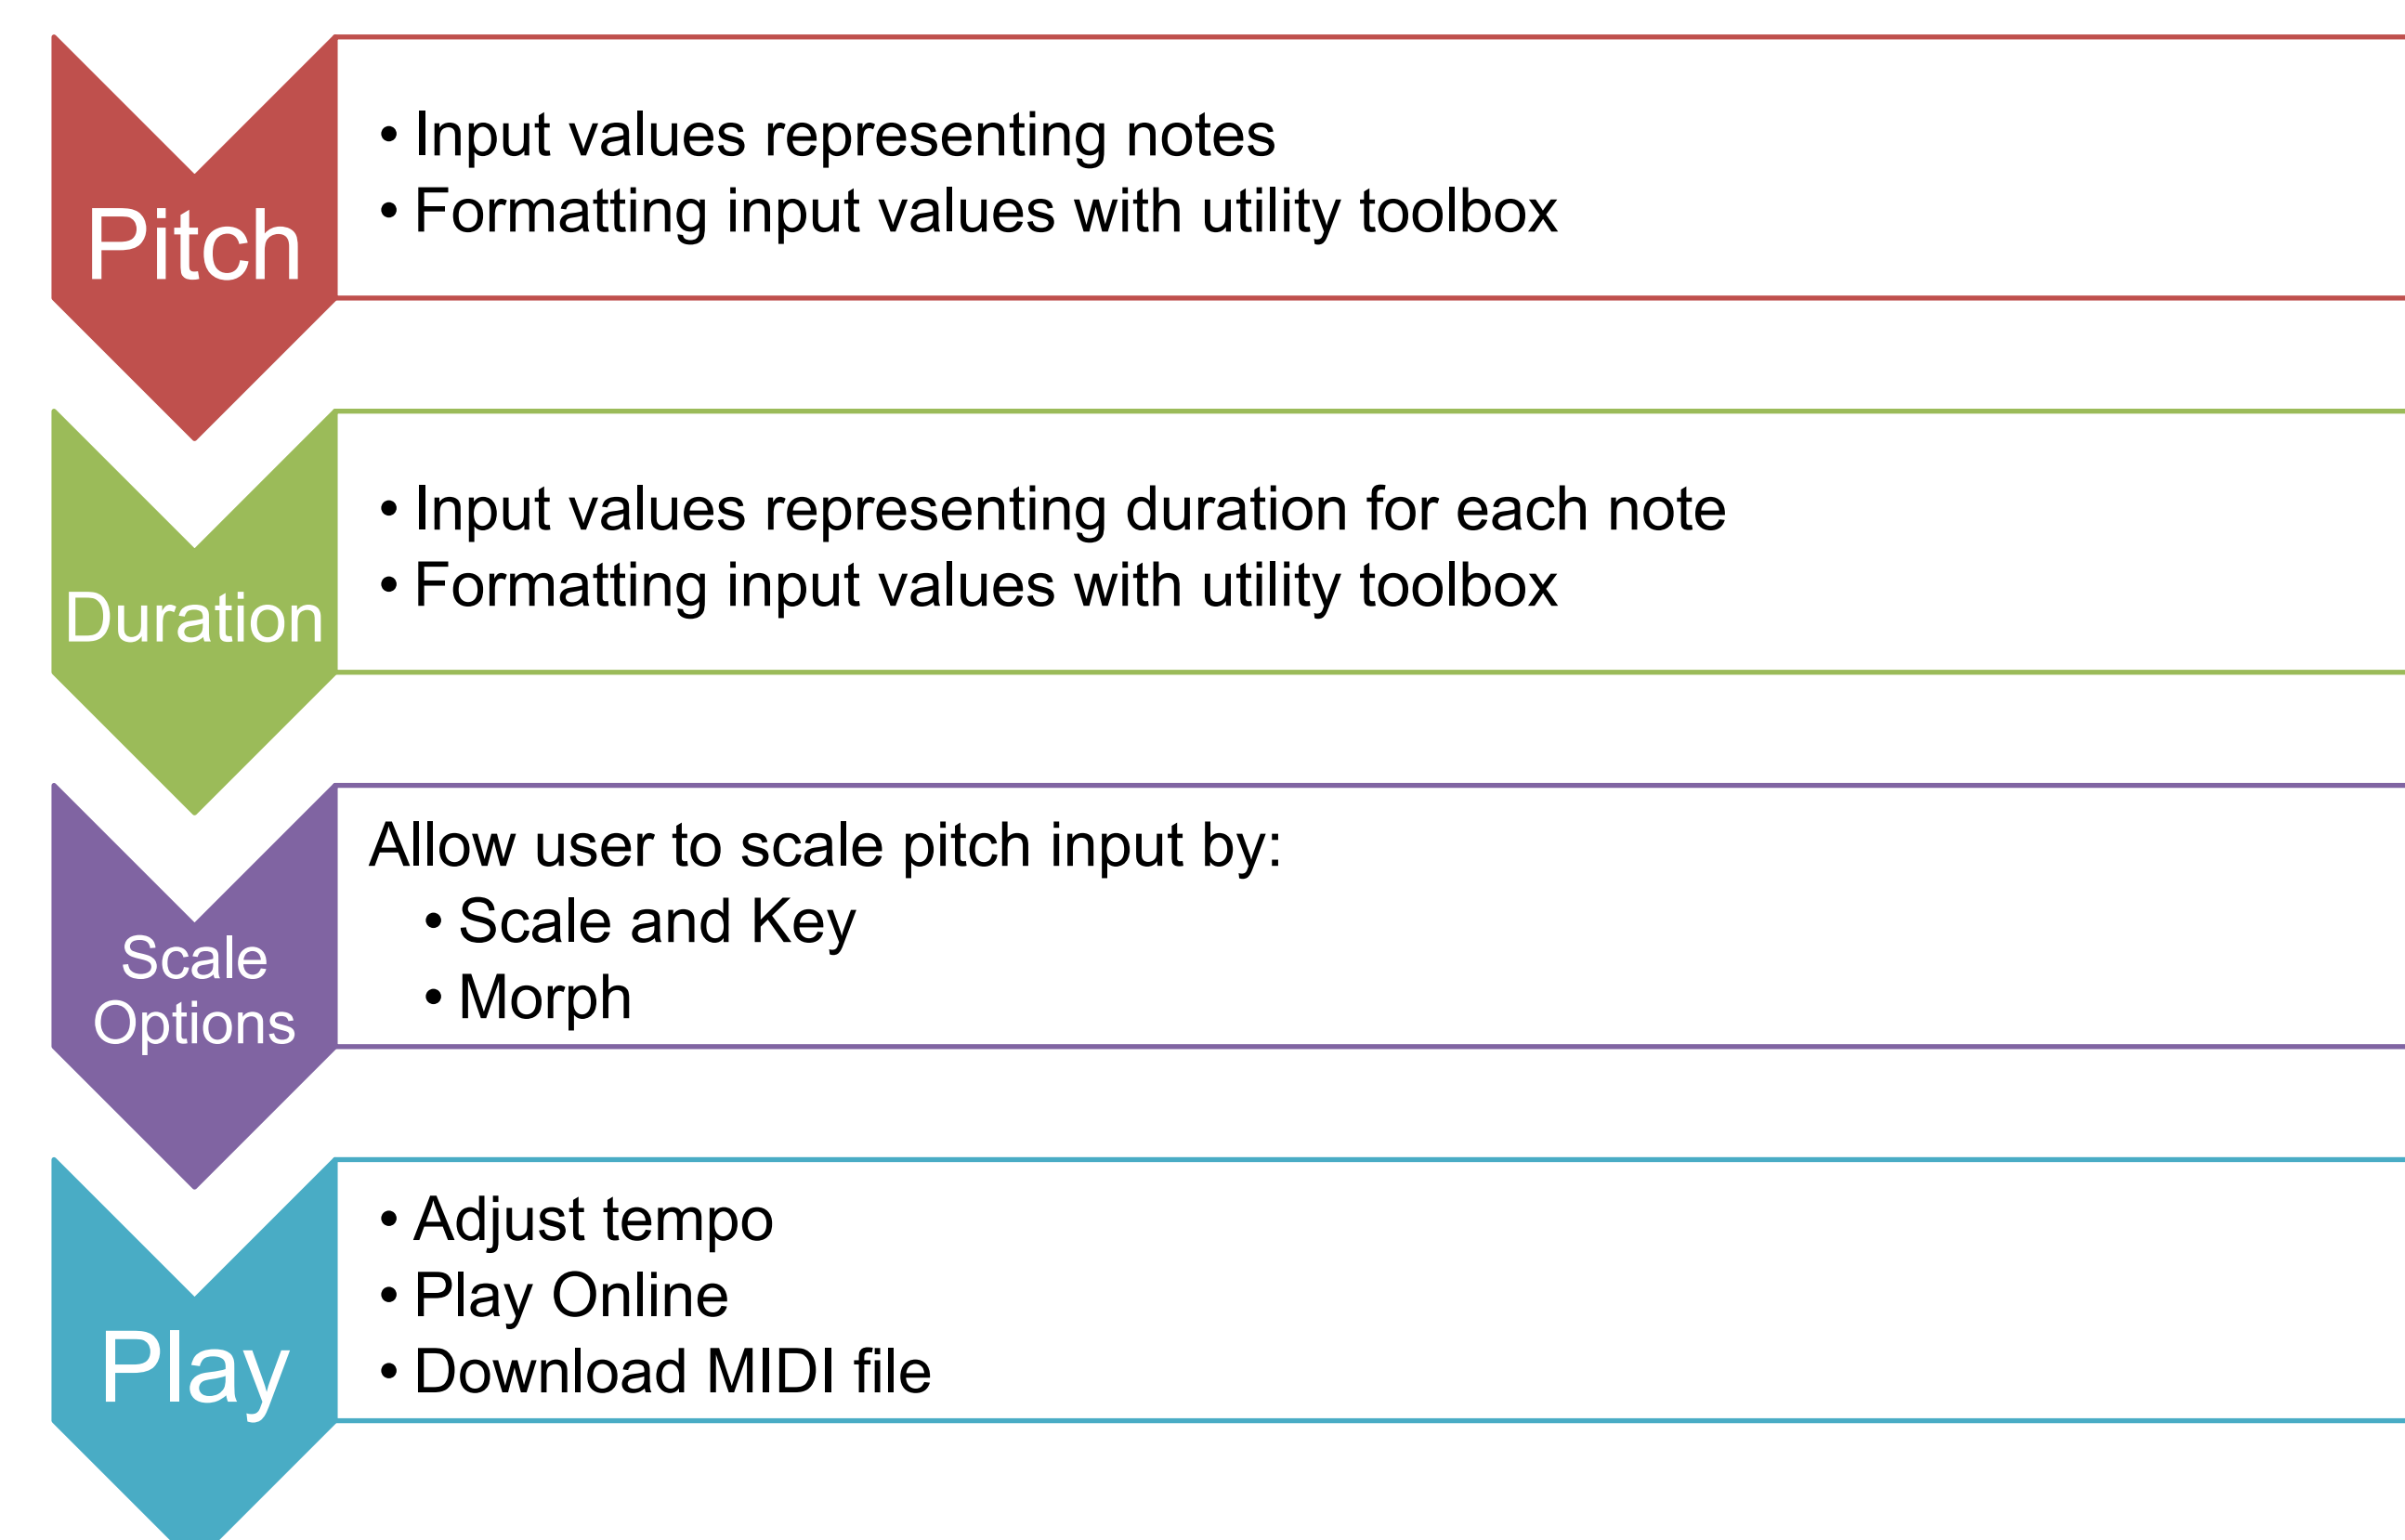 Pitch
• Input values representing notes
• Formatting input values with utility toolbox
Duration
• Input values representing duration for each note
• Formatting input values with utility toolbox
Scale
Options
Allow user to scale pitch input by:
• Scale and Key
• Morph
Play
• Adjust tempo
• Play Online
• Download MIDI file